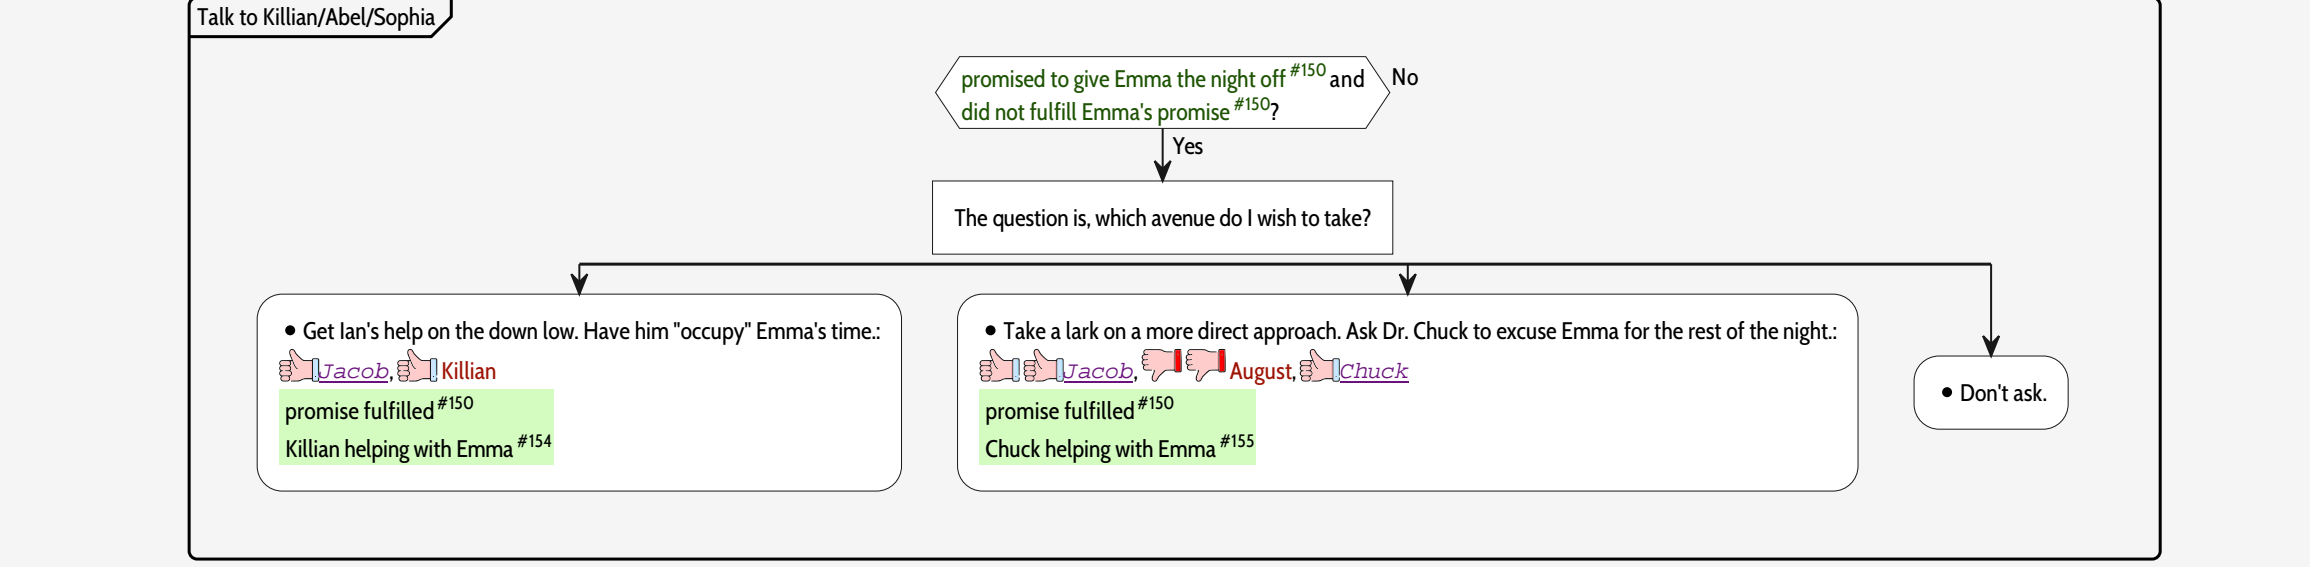 Talk to Killian/Abel/Sophia
promised to give Emma the night off #150 and
No
did not fulfill Emma's promise #150?
Yes
The question is, which avenue do I wish to take?
• Get Ian's help on the down low. Have him "occupy" Emma's time.:
Jacob, Killian
promise fulfilled #150
Killian helping with Emma #154
• Take a lark on a more direct approach. Ask Dr. Chuck to excuse Emma for the rest of the night.:
Jacob, August, Chuck
promise fulfilled #150
Chuck helping with Emma #155
• Don't ask.